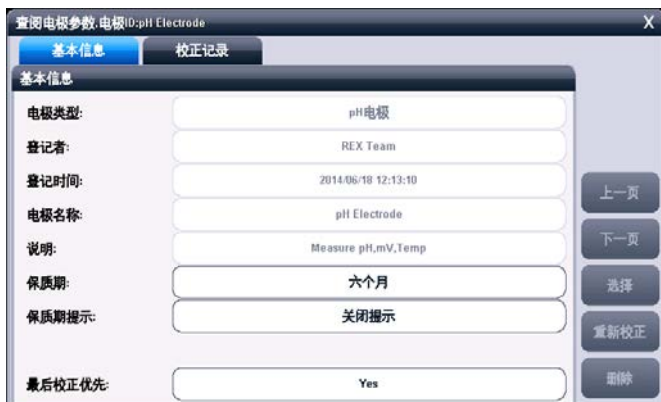 查阅电极参数.电极ID:pH Electrode X
基本信息 校正记录
基本信息
电极类型: pH电极
登记者: REX Team
登记时间: 2014/06/18 12:13:10
电极名称: pH Electrode
说明: Measure pH,mV,Temp
保质期: 六个月
保质期提示: 关闭提示
最后校正优先: Yes
上一页
下一页
选择
重新校正
删除